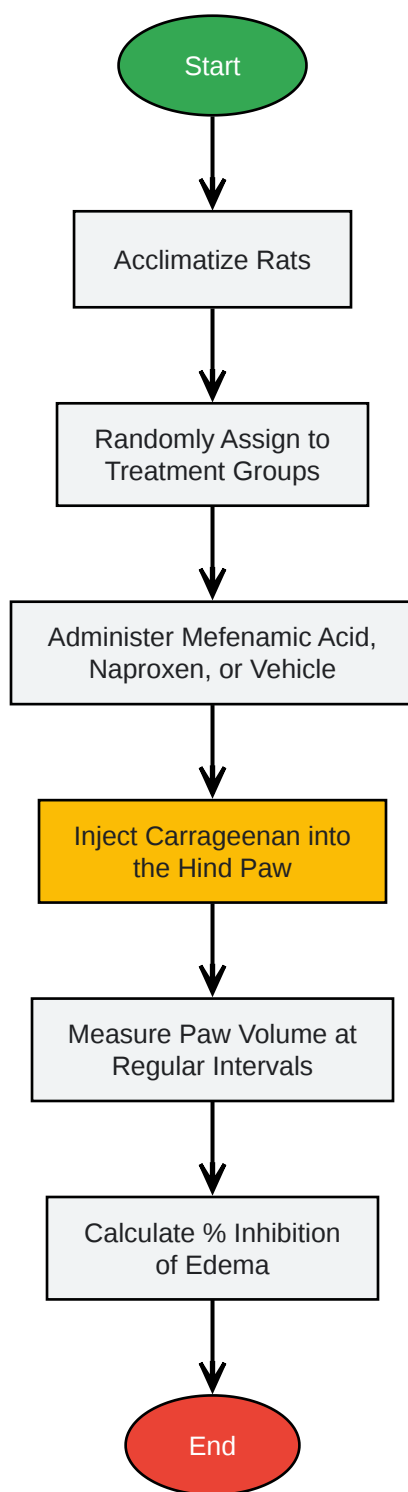 Start
Acclimatize Rats
Randomly Assign to
Treatment Groups
Administer Mefenamic Acid,
Naproxen, or Vehicle
Inject Carrageenan into
the Hind Paw
Measure Paw Volume at
Regular Intervals
Calculate % Inhibition
of Edema
End